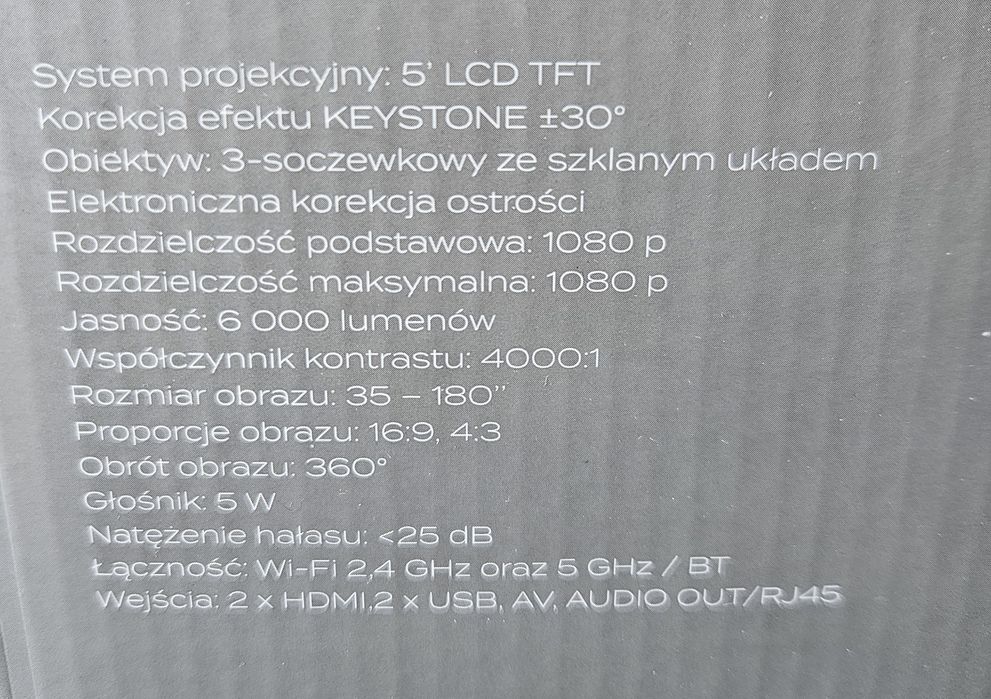 System projekcyjny: 5' LCD TFT
Korekcja efektu KEYSTONE ±30°
Obiektyw: 3-soczewkowy ze szklanym układem
Elektroniczna korekcja ostrości
Rozdzielczość podstawowa: 1080 p
Rozdzielczość maksymalna: 1080 p
Jasność: 6 000 lumenów
Współczynnik kontrastu: 4000:1
Rozmiar obrazu: 35 – 180"
Proporcje obrazu: 16:9, 4:3
Obrót obrazu: 360°
Głośnik: 5 W
Natężenie hałasu: <25 dB
Łączność: Wi-Fi 2,4 GHz oraz 5 GHz / BT
Wejścia: 2 x HDMI,2 x USB, AV, AUDIO OUT/RJ45